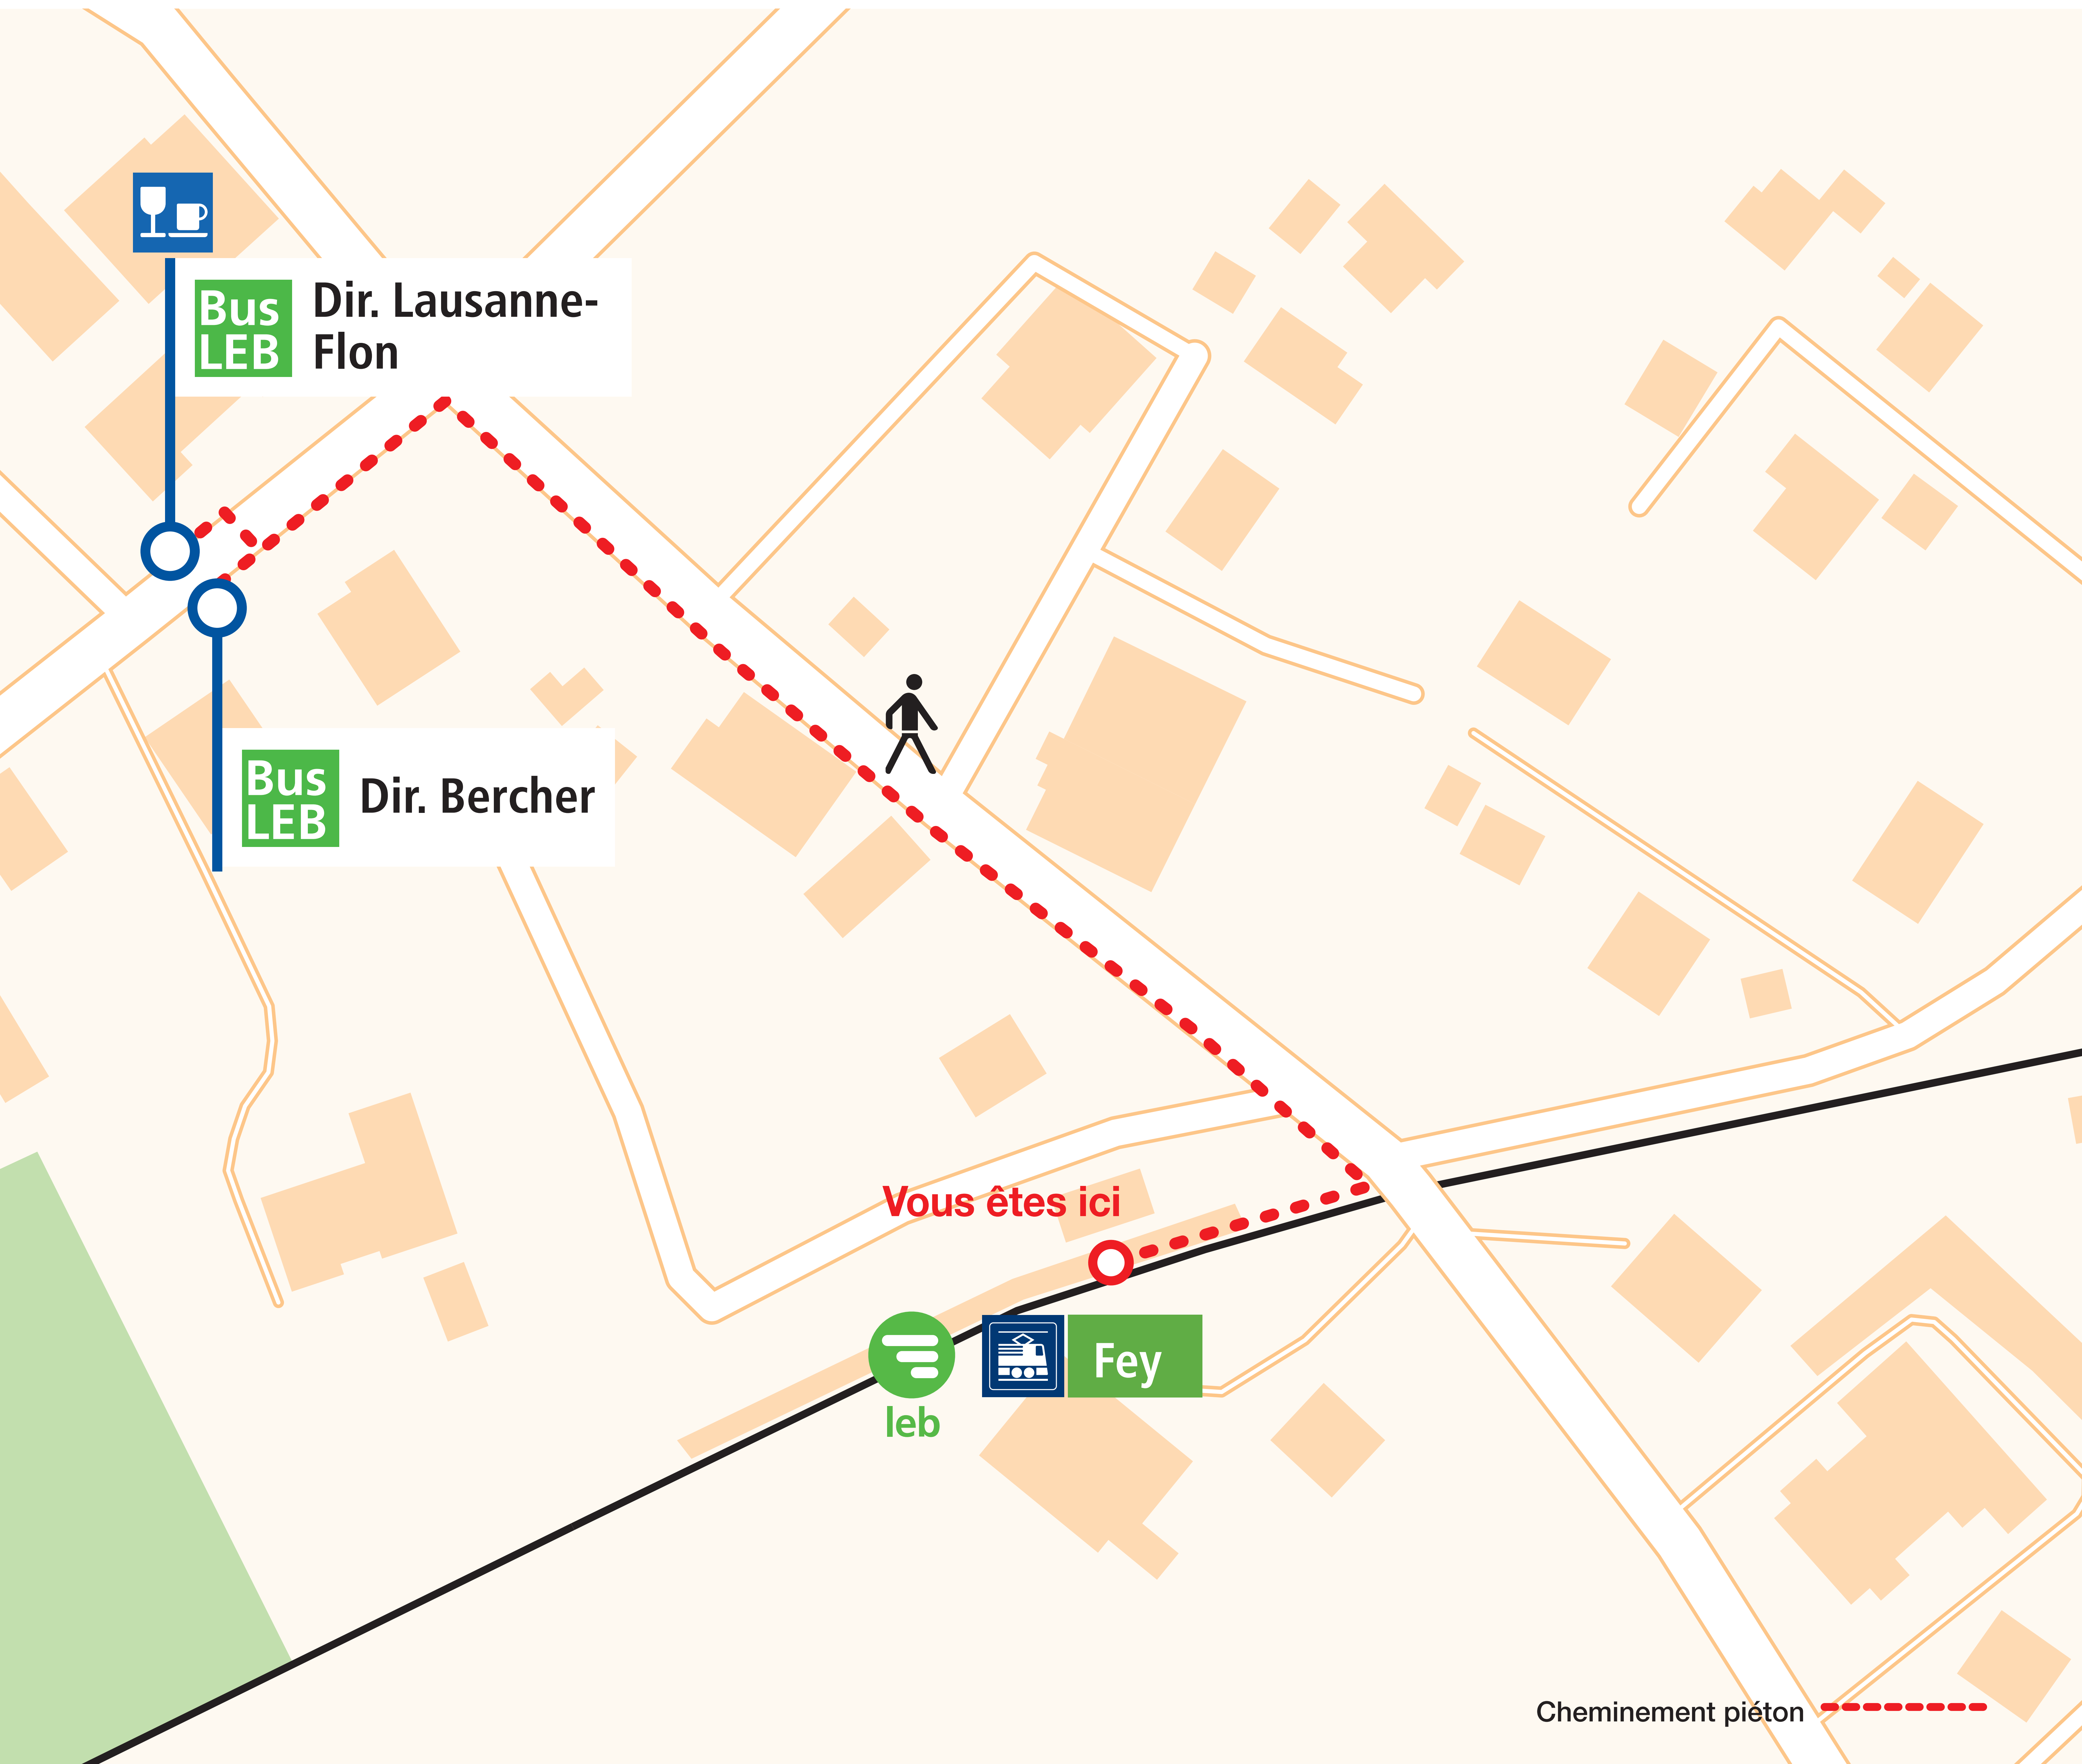 Bus
LEB
Dir. Lausanne-
Flon
Bus
LEB
Dir. Bercher
Vous êtes ici
Fey
leb
Cheminement piéton